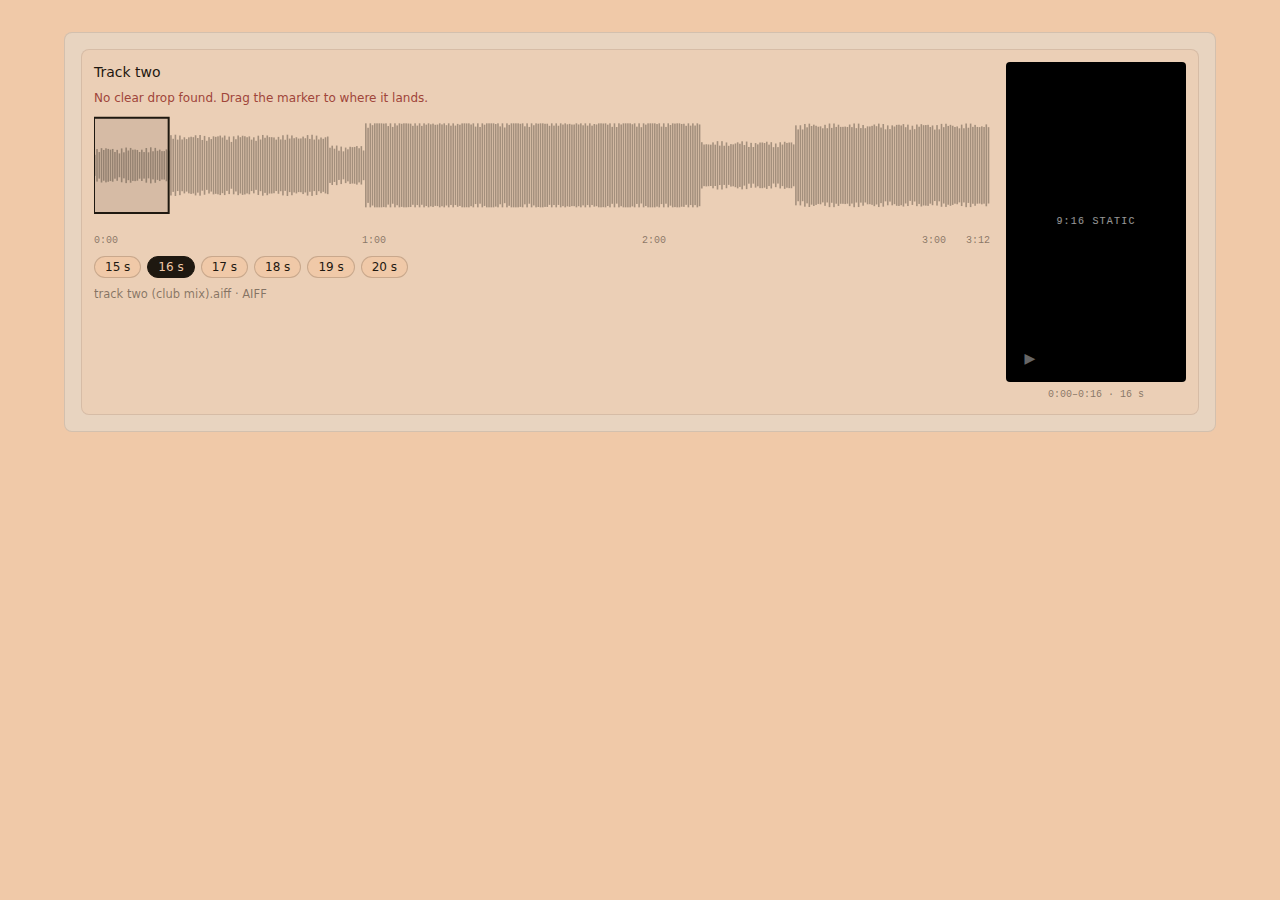 Track two
No clear drop found. Drag the marker to where it lands.
0:00 1:00 2:00 3:00 3:12
15 s 16 s 17 s 18 s 19 s 20 s
track two (club mix).aiff · AIFF
9:16 STATIC
0:00–0:16 · 16 s